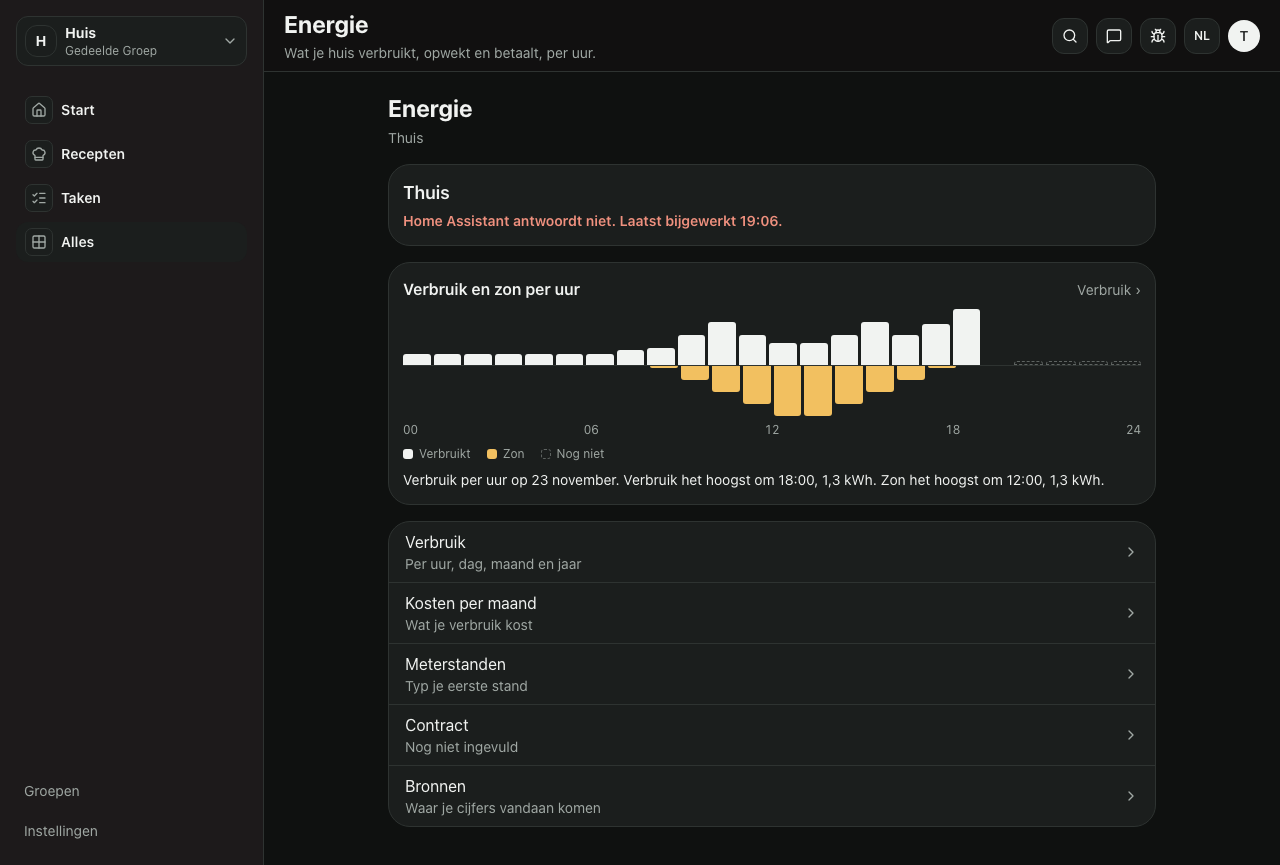 H
Huis
Gedeelde Groep
Start
Recepten
Taken
Alles
Groepen
Instellingen
Energie
Wat je huis verbruikt, opwekt en betaalt, per uur.
NL
T
Energie
Thuis
Thuis
Home Assistant antwoordt niet. Laatst bijgewerkt 19:06.
Verbruik en zon per uur
Verbruik ›
00 06 12 18 24
Verbruikt Zon Nog niet
Verbruik per uur op 23 november. Verbruik het hoogst om 18:00, 1,3 kWh. Zon het hoogst om 12:00, 1,3 kWh.
Verbruik
Per uur, dag, maand en jaar
Kosten per maand
Wat je verbruik kost
Meterstanden
Typ je eerste stand
Contract
Nog niet ingevuld
Bronnen
Waar je cijfers vandaan komen